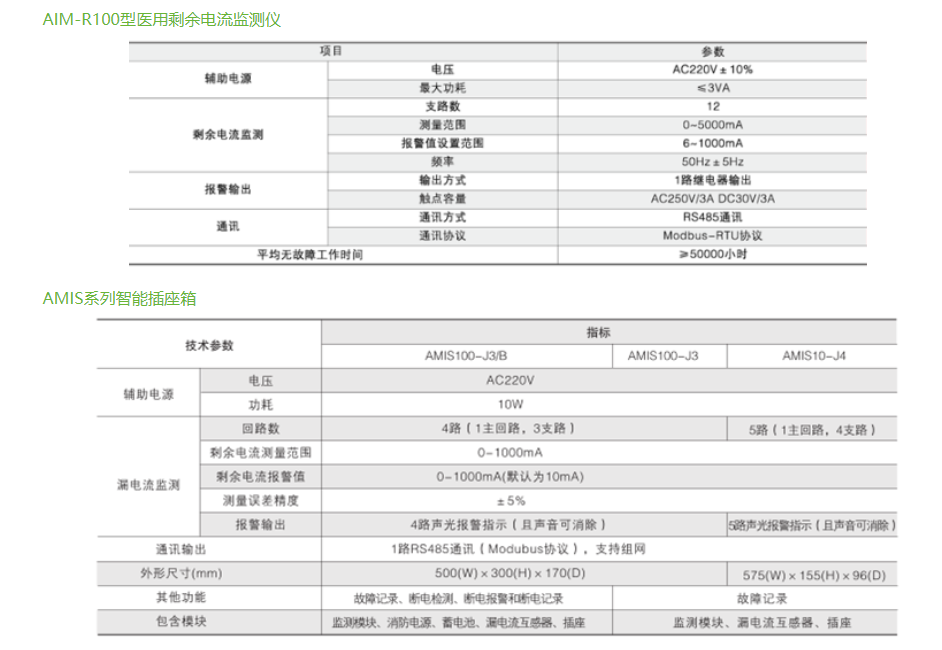 AIM-R100型医用剩余电流监测仪
项目 参数
辅助电源 电压 AC220V±10%
最大功耗 ≤3VA
剩余电流监测 支路数 12
测量范围 0~5000mA
报警值设置范围 6~1000mA
频率 50Hz±5Hz
报警输出 输出方式 1路继电器输出
触点容量 AC250V/3A DC30V/3A
通讯 通讯方式 RS485通讯
通讯协议 Modbus-RTU协议
平均无故障工作时间 ≥50000小时
AMIS系列智能插座箱
技术参数 指标
AMIS100-J3/B AMIS100-J3 AMIS10-J4
辅助电源 电压 AC220V
功耗 10W
漏电流监测 回路数 4路（1主回路，3支路） 5路（1主回路，4支路）
剩余电流测量范围 0-1000mA
剩余电流报警值 0-1000mA(默认为10mA)
测量误差精度 ±5%
报警输出 4路声光报警指示（且声音可消除） 5路声光报警指示（且声音可消除）
通讯输出 1路RS485通讯（Modubus协议），支持组网
外形尺寸(mm) 500(W)×300(H)×170(D) 575(W)×155(H)×96(D)
其他功能 故障记录、断电检测、断电报警和断电记录 故障记录
包含模块 监测模块、消防电源、蓄电池、漏电流互感器、插座 监测模块、漏电流互感器、插座